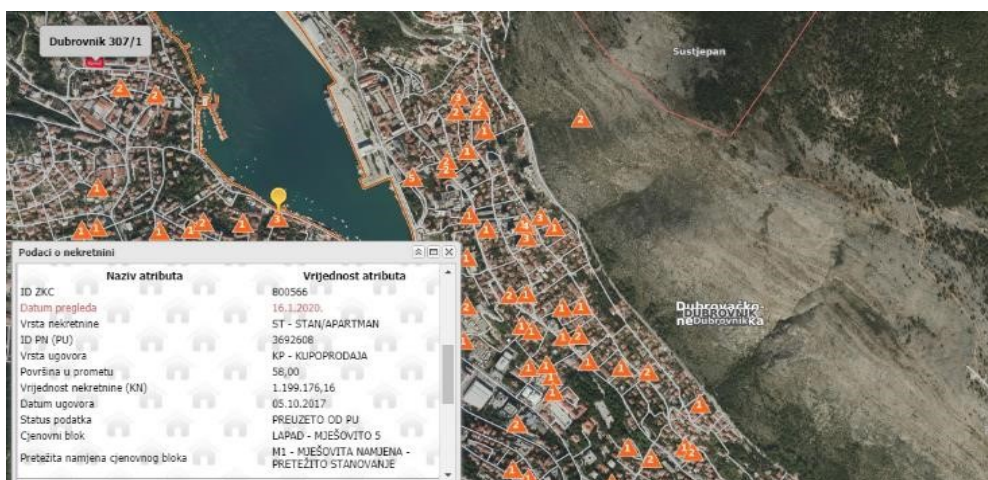 Dubrovnik 307/1
Sustjepan
Podaci o nekretnini
Naziv atributa Vrijednost atributa
ID ZKC 800566
Datum pregleda 16.1.2020.
Vrsta nekretnine ST - STAN/APARTMAN
ID PN (PU) 3692608
Vrsta ugovora KP - KUPOPRODAJA
Površina u prometu 58,00
Vrijednost nekretnine (KN) 1.199.176,16
Datum ugovora 05.10.2017
Status podatka PREUZETO OD PU
Cjenovni blok LAPAD - MJEŠOVITO 5
Pretežita namjena cjenovnog bloka M1 - MJEŠOVITA NAMJENA -
PRETEŽITO STANOVANJE
Dubrovačko-
DUBROVNIK